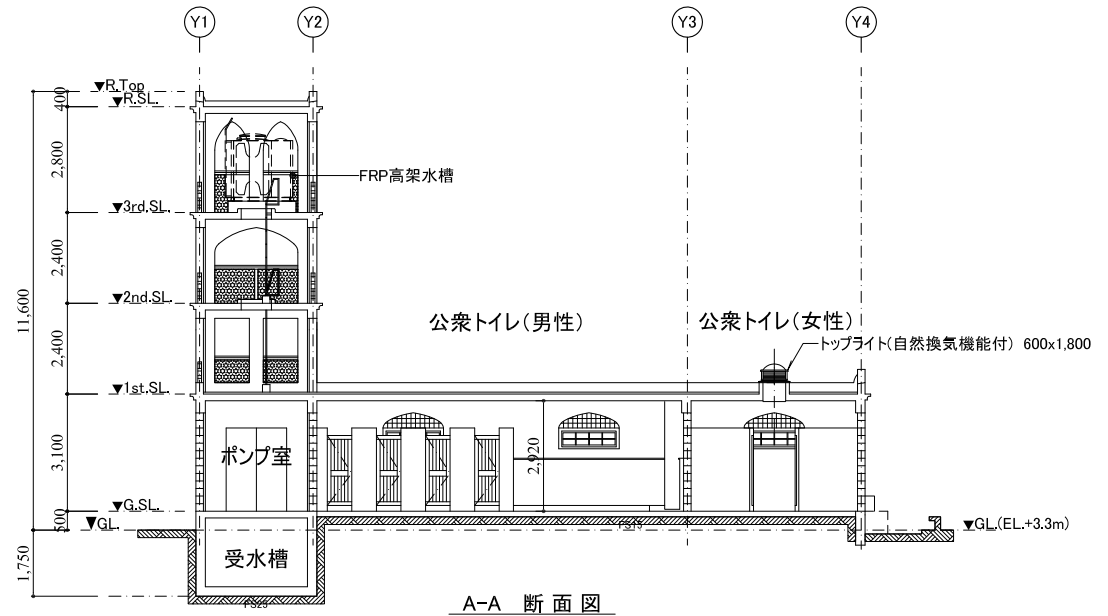 Y1 Y2 Y3 Y4
▼R.Top
▼R.SL.
400
2,800
FRP高架水槽
▼3rd.SL.
2,400
▼2nd.SL.
11,600
公衆トイレ(男性) 公衆トイレ(女性)
トップライト(自然換気機能付) 600x1,800
2,400
▼1st.SL.
ポンプ室
3,100
2,920
▼G.SL.
500
▼GL.
FS15
▼GL.(EL.+3.3m)
受水槽
1,750
FS25
A-A 断面図